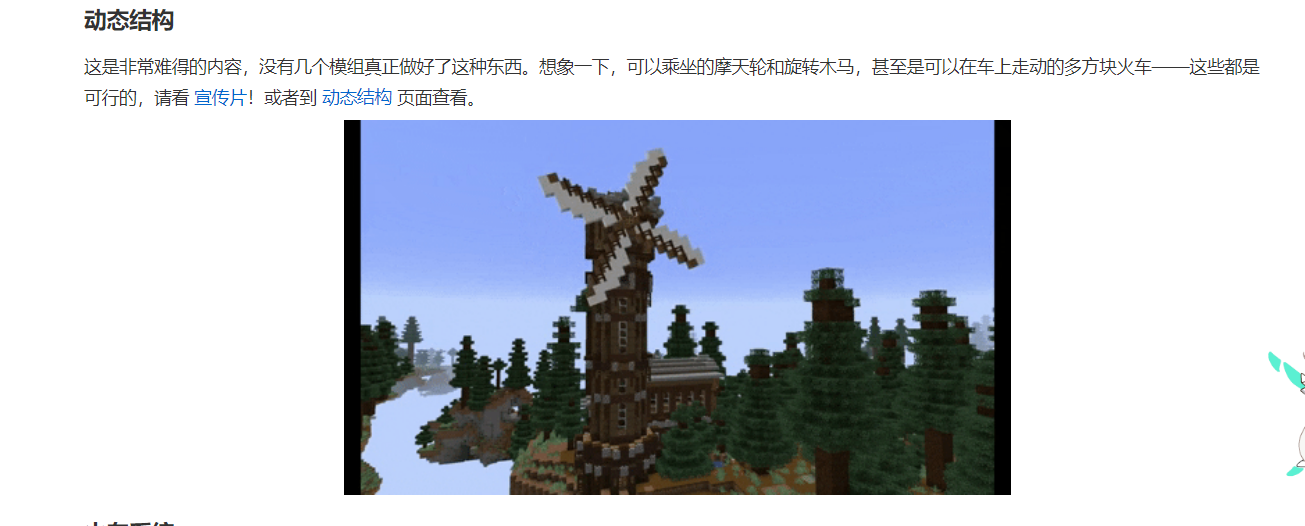 动态结构
这是非常难得的内容，没有几个模组真正做好了这种东西。想象一下，可以乘坐的摩天轮和旋转木马，甚至是可以在车上走动的多方块火车——这些都是
可行的，请看 宣传片！或者到 动态结构 页面查看。